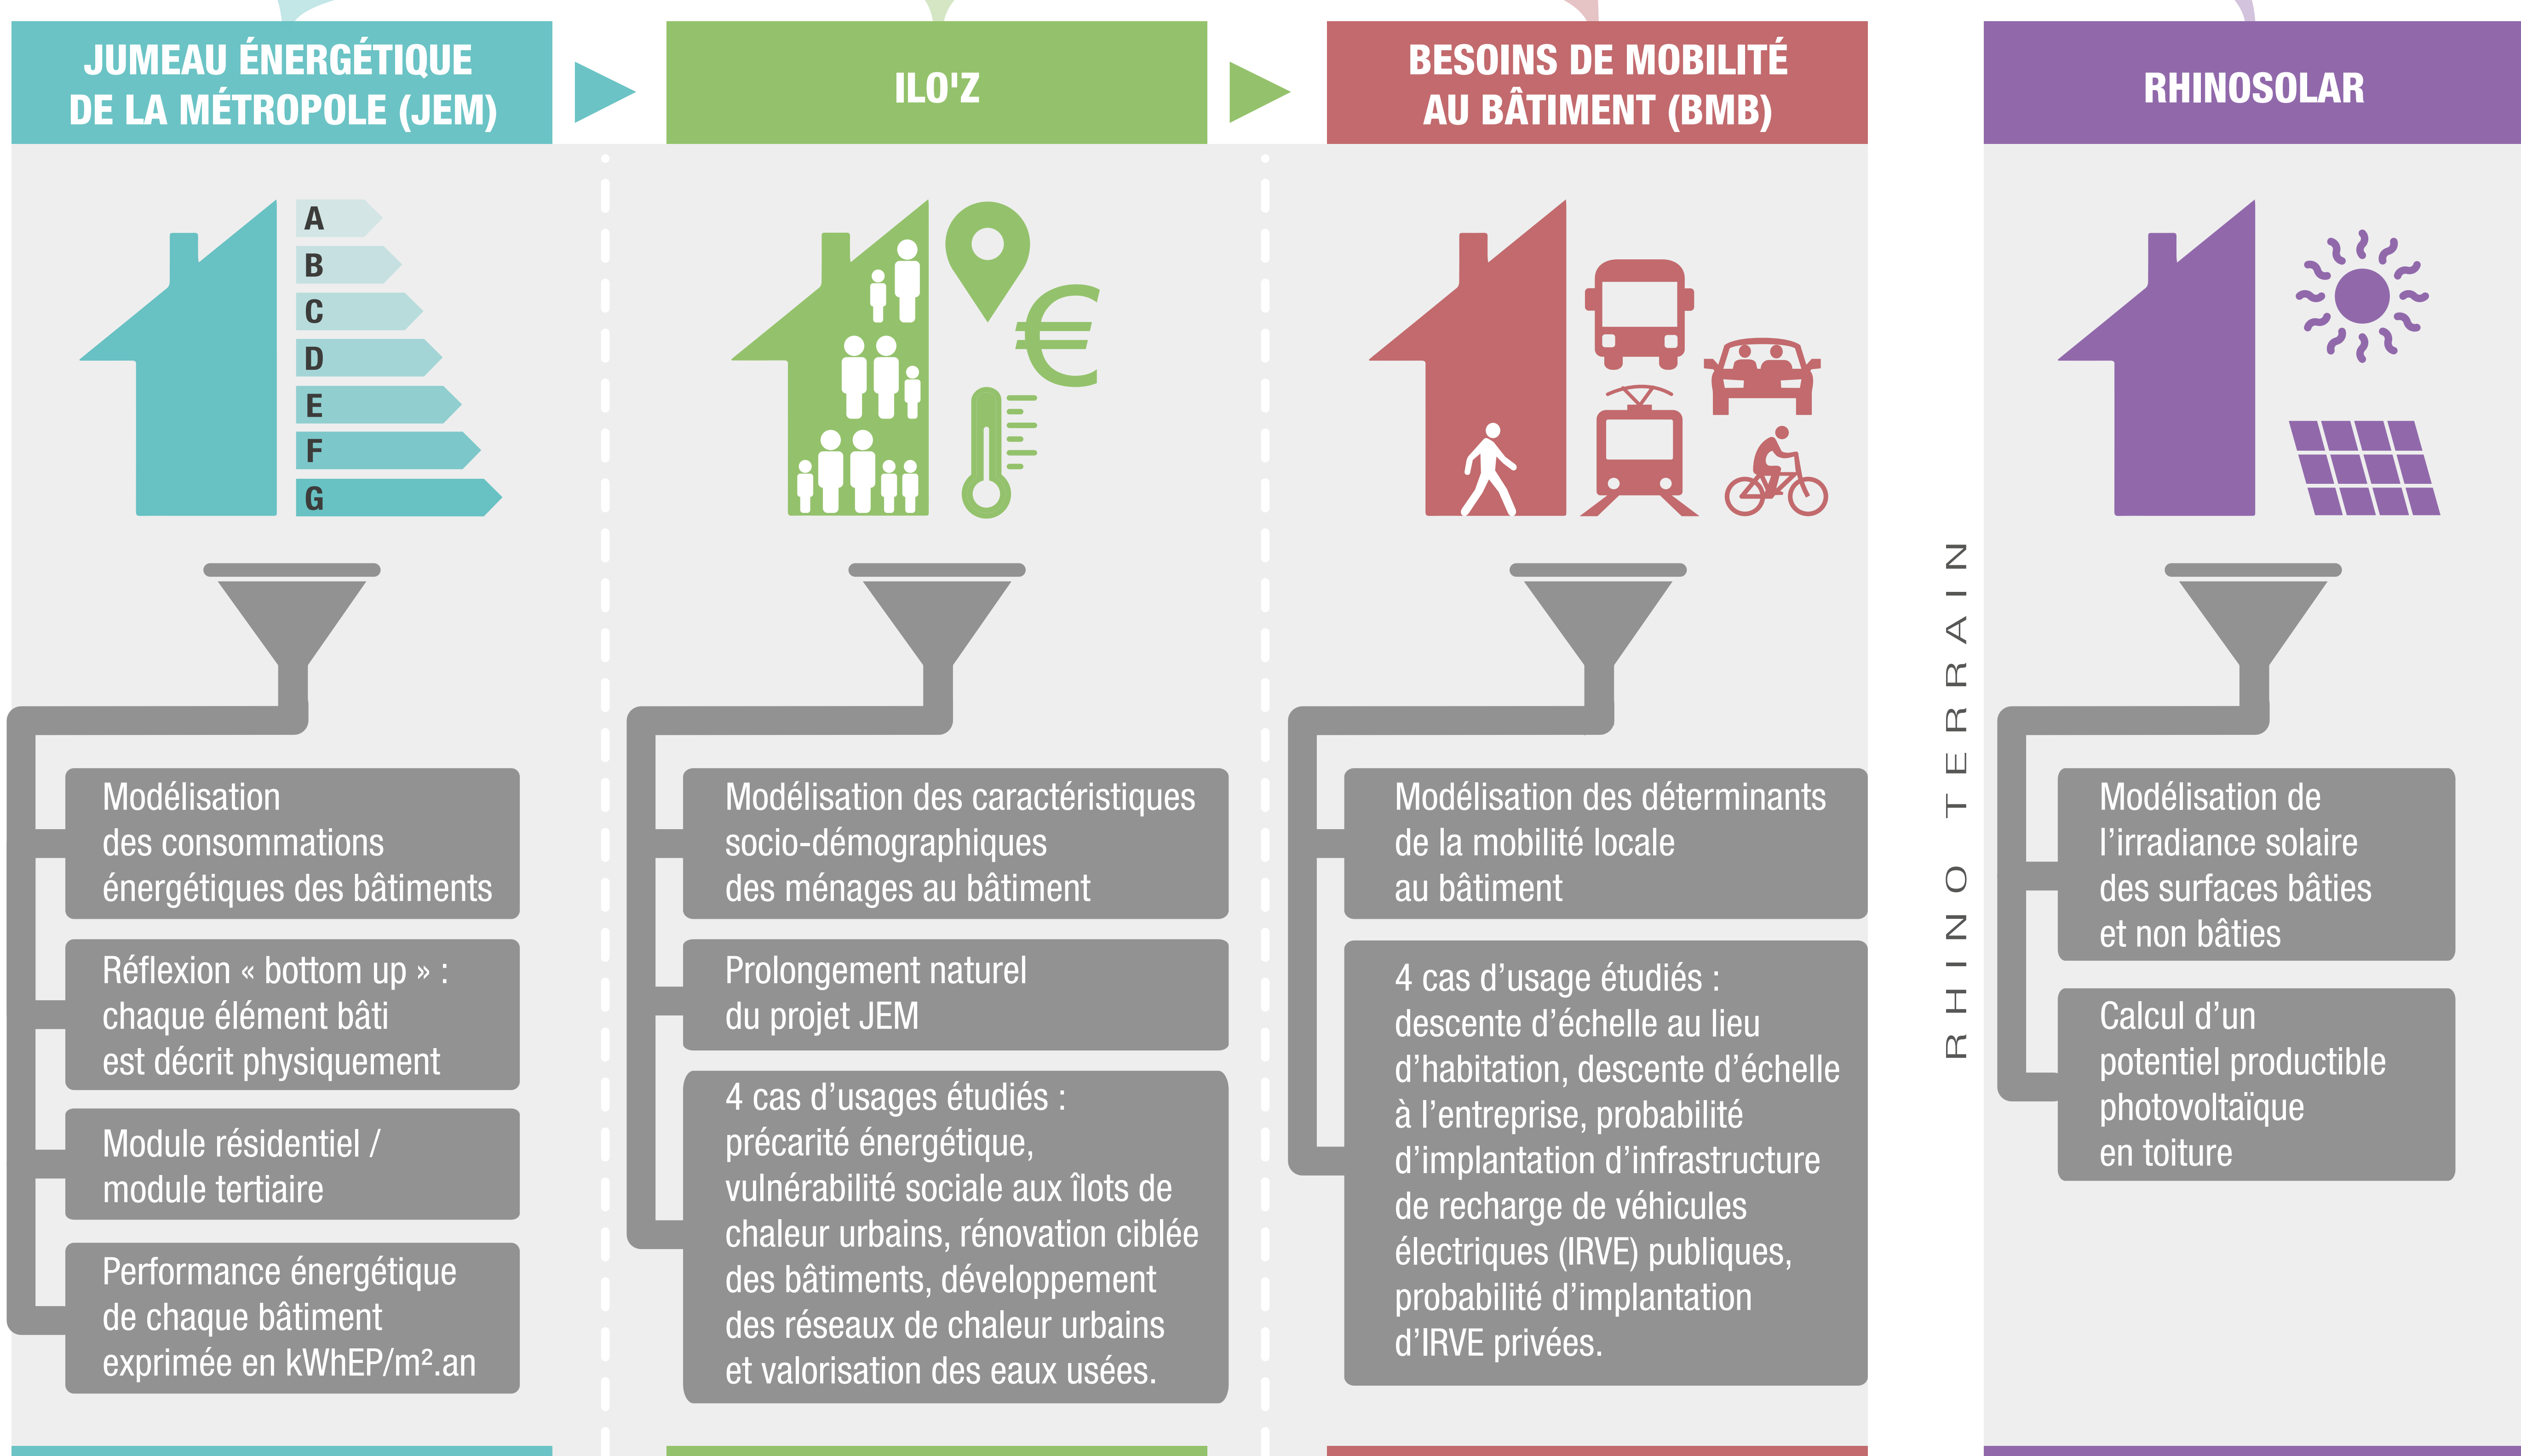 JUMEAU ÉNERGÉTIQUE
DE LA MÉTROPOLE (JEM)
A
B
C
D
E
F
G
Modélisation
des consommations
énergétiques des bâtiments
Réflexion « bottom up » :
chaque élément bâti
est décrit physiquement
Module résidentiel /
module tertiaire
Performance énergétique
de chaque bâtiment
exprimée en kWhEP/m².an
ILO'Z
€
Modélisation des caractéristiques
socio-démographiques
des ménages au bâtiment
Prolongement naturel
du projet JEM
4 cas d’usages étudiés :
précarité énergétique,
vulnérabilité sociale aux îlots de
chaleur urbains, rénovation ciblée
des bâtiments, développement
des réseaux de chaleur urbains
et valorisation des eaux usées.
BESOINS DE MOBILITÉ
AU BÂTIMENT (BMB)
Modélisation des déterminants
de la mobilité locale
au bâtiment
4 cas d’usage étudiés :
descente d’échelle au lieu
d’habitation, descente d’échelle
à l’entreprise, probabilité
d’implantation d’infrastructure
de recharge de véhicules
électriques (IRVE) publiques,
probabilité d’implantation
d’IRVE privées.
RHINO TERRAIN
RHINOSOLAR
Modélisation de
l’irradiance solaire
des surfaces bâties
et non bâties
Calcul d’un
potentiel productible
photovoltaïque
en toiture